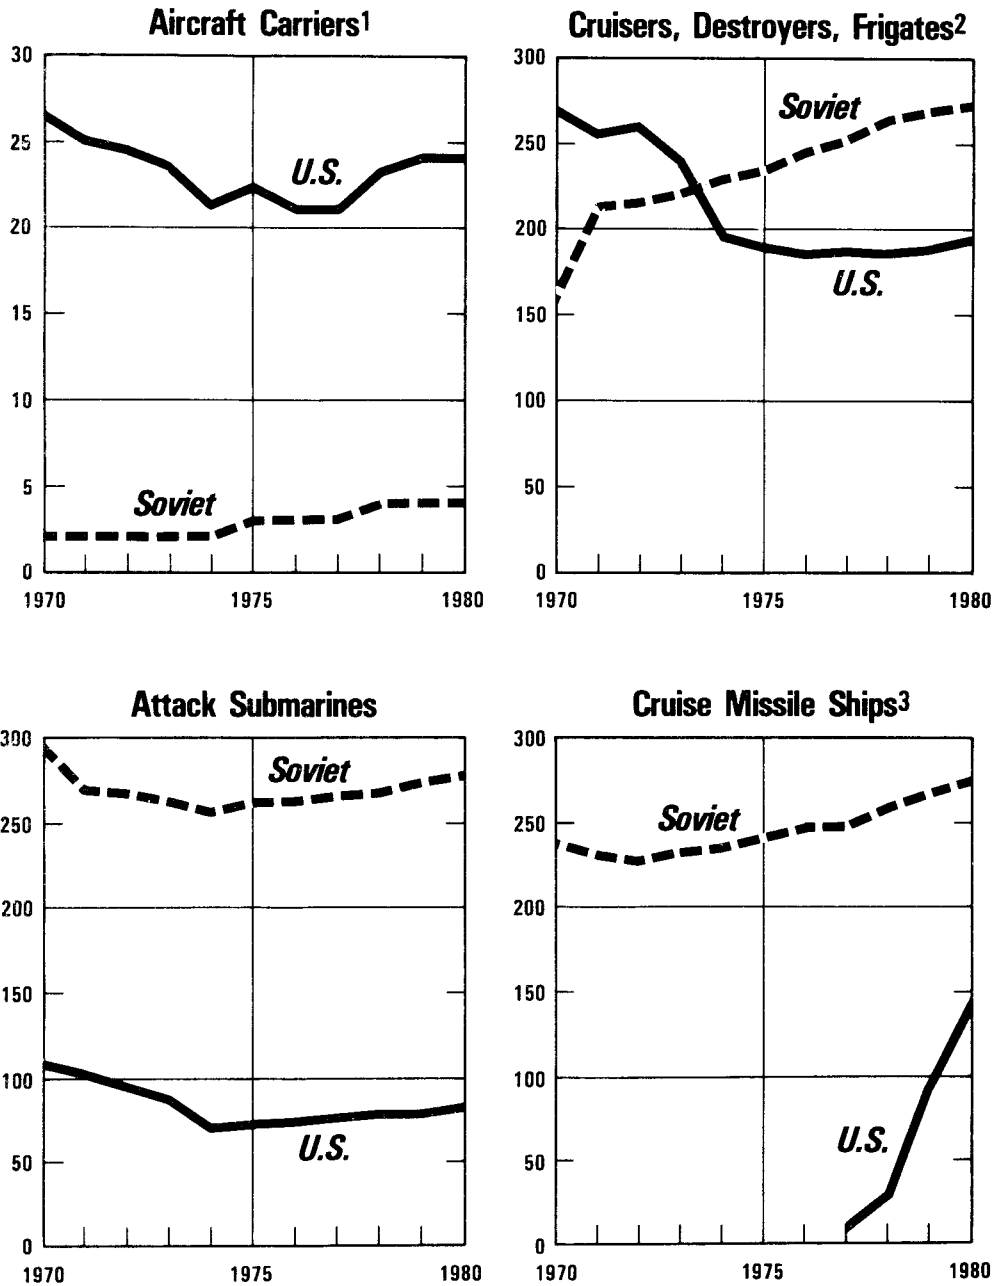 Aircraft Carriers1
30
25
20
15
10
5
0
U.S.
Soviet
1970 1975 1980
Cruisers, Destroyers, Frigates2
300
250
200
150
100
50
0
Soviet
U.S.
1970 1975 1980
Attack Submarines
300
250
200
150
100
50
0
Soviet
U.S.
1970 1975 1980
Cruise Missile Ships3
300
250
200
150
100
50
0
Soviet
U.S.
1970 1975 1980